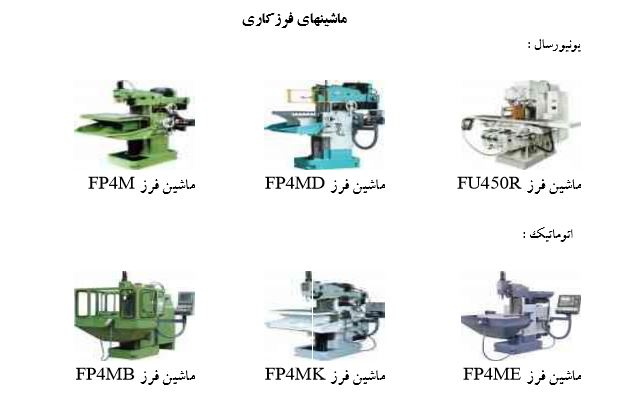 ماشینهای فرزکاری
یونیورسال :
ماشین فرز FU450R
ماشین فرز FP4MD
ماشین فرز FP4M
اتوماتیک :
ماشین فرز FP4ME
ماشین فرز FP4MK
ماشین فرز FP4MB